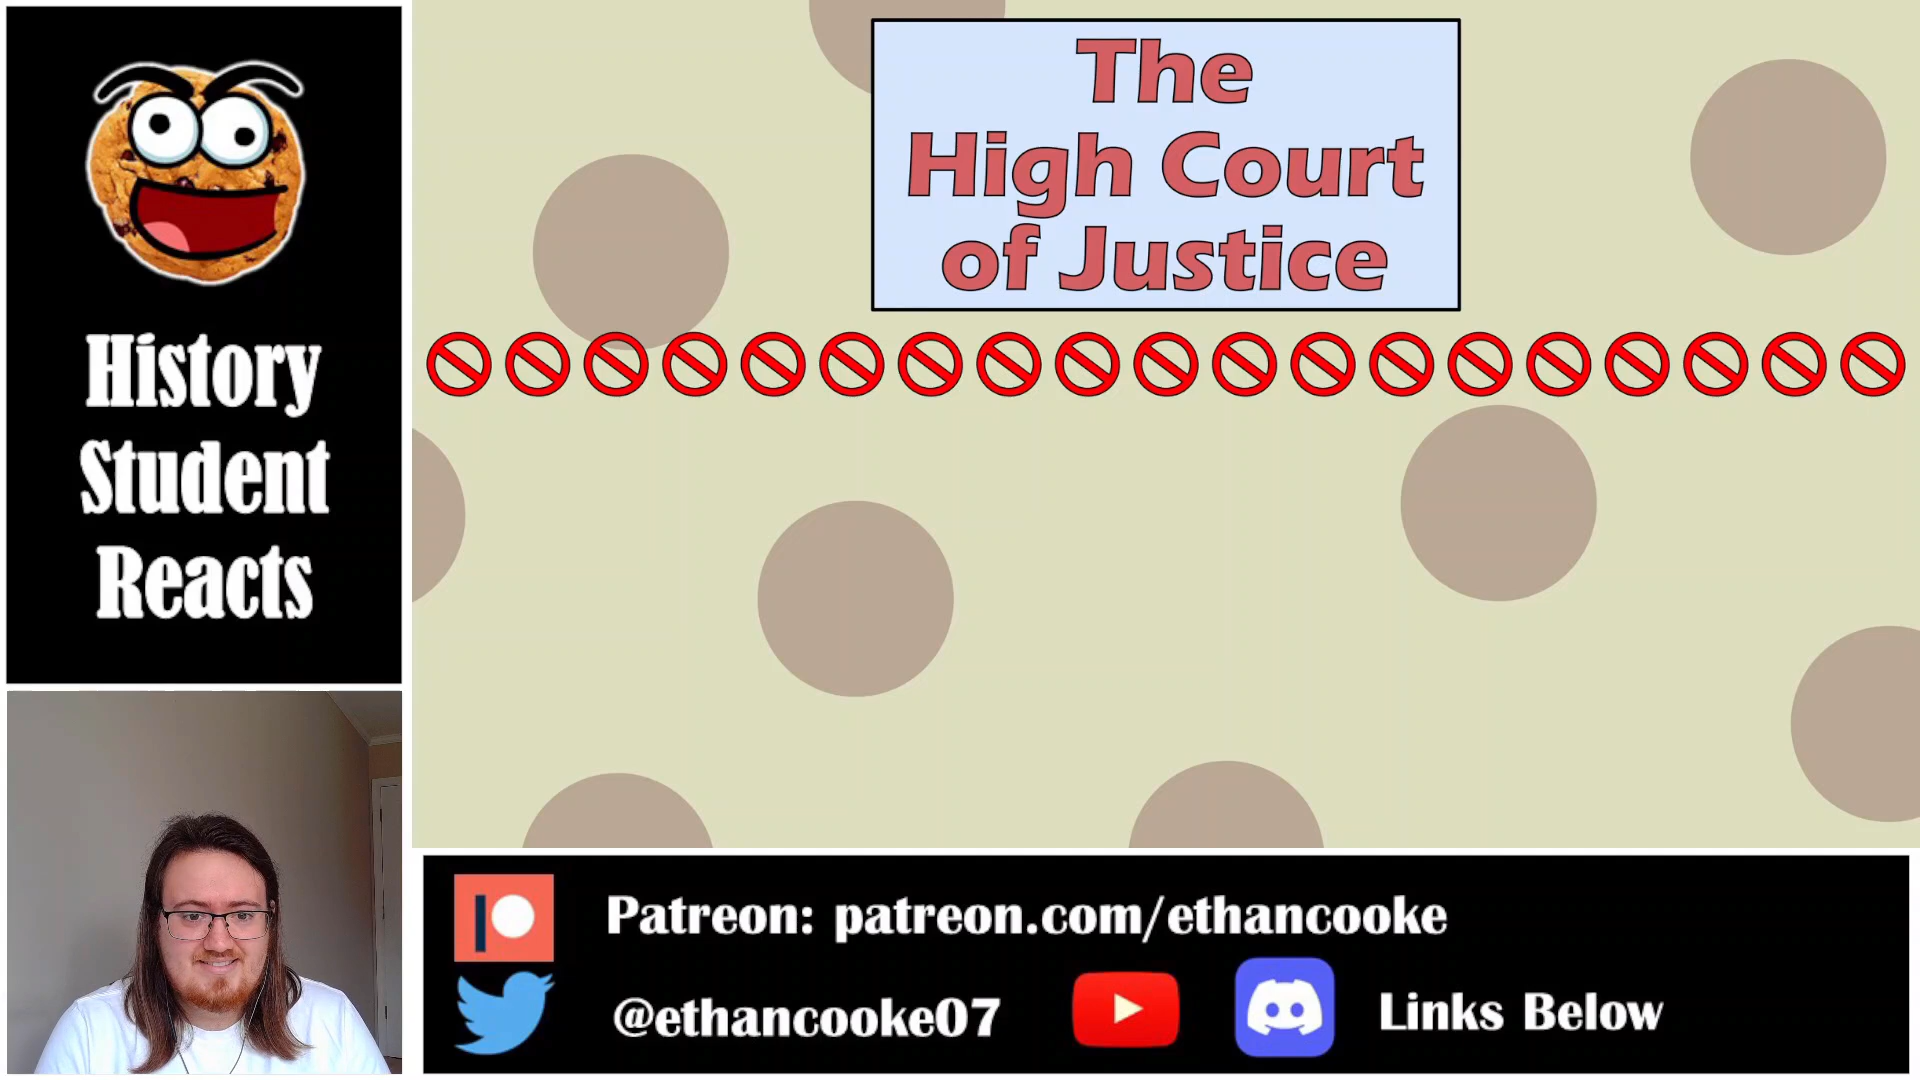 The
High Court
of Justice
History
Student
Reacts
Patreon: patreon.com/ethancooke
@ethancooke07
Links Below